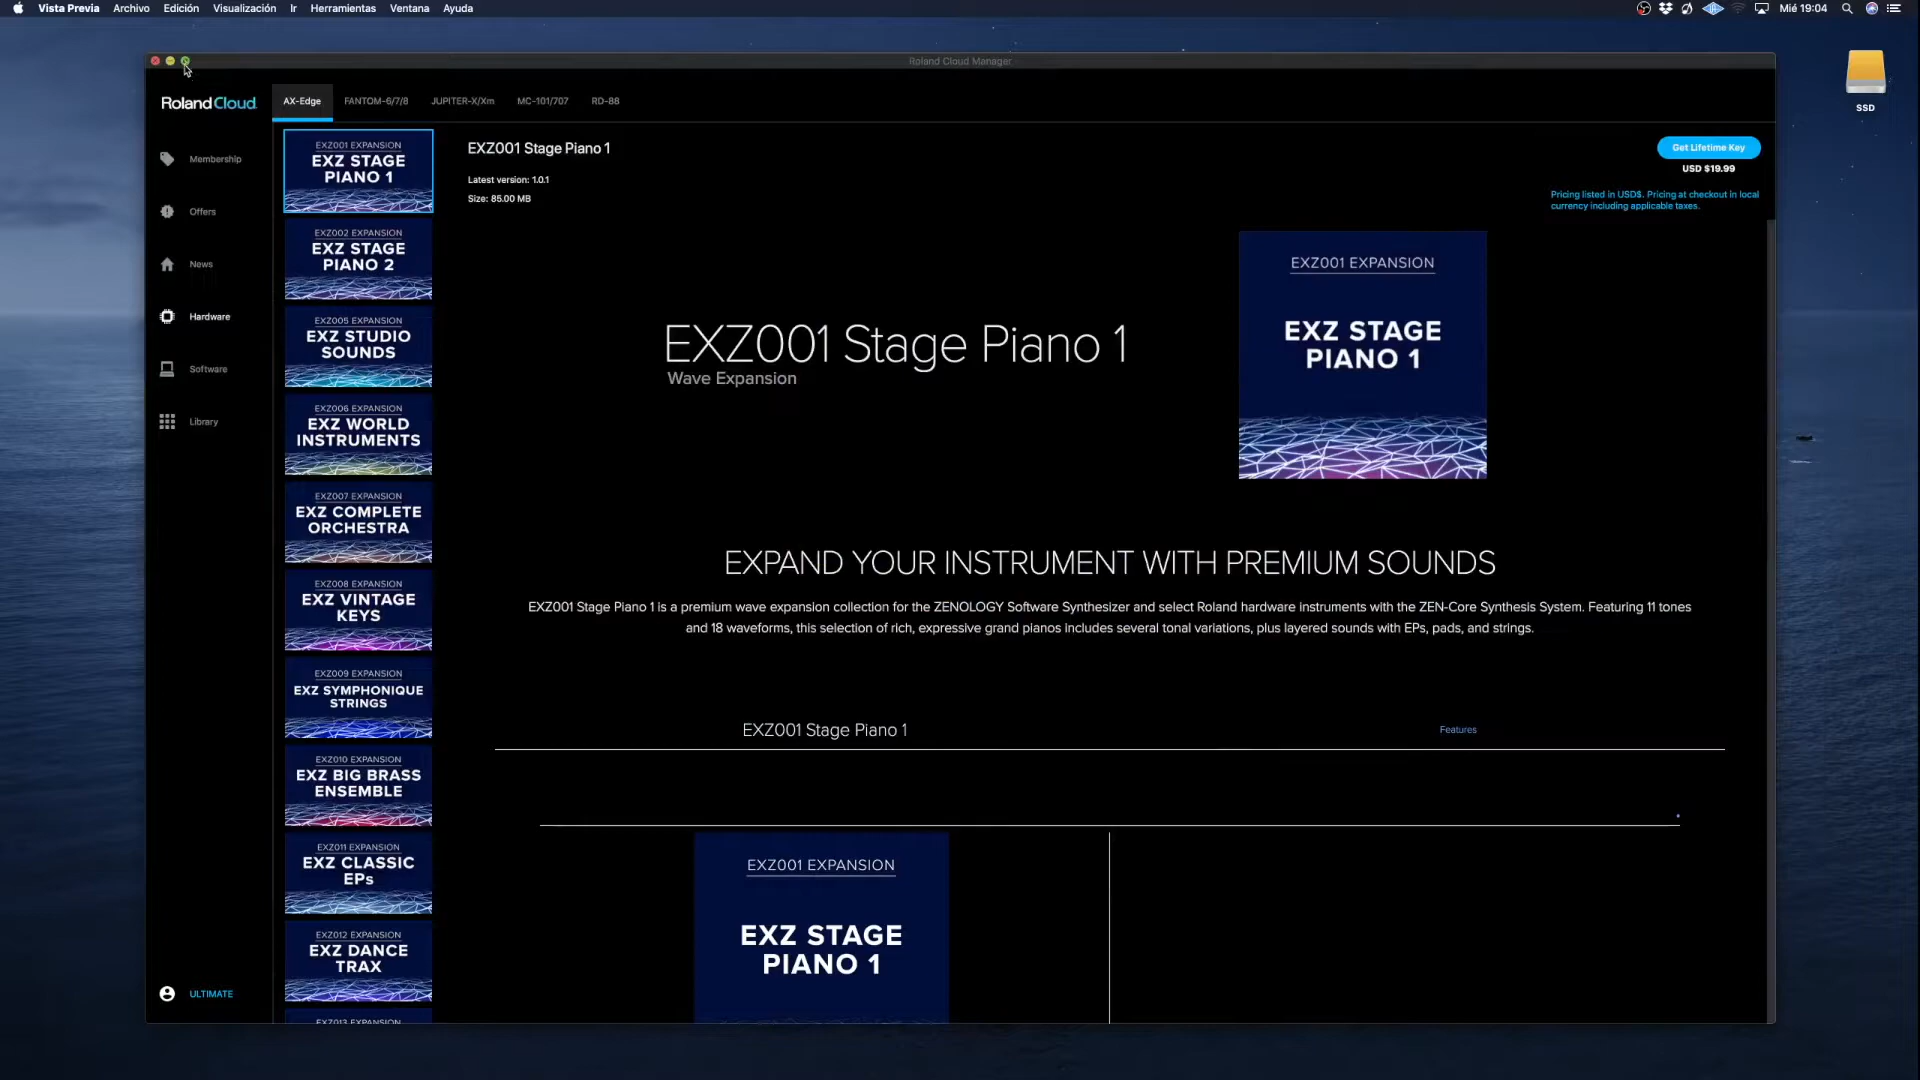 Vista Previa Archivo Edición Visualización Ir Herramientas Ventana Ayuda Mié 19:04
SSD
Roland Cloud Manager
Roland Cloud
AX-Edge FANTOM-6/7/8 JUPITER-X/Xm MC-101/707 RD-88
Membership
Offers
News
Hardware
Software
Library
ULTIMATE
EXZ001 EXPANSION
EXZ STAGE
PIANO 1
EXZ002 EXPANSION
EXZ STAGE
PIANO 2
EXZ005 EXPANSION
EXZ STUDIO
SOUNDS
EXZ006 EXPANSION
EXZ WORLD
INSTRUMENTS
EXZ007 EXPANSION
EXZ COMPLETE
ORCHESTRA
EXZ008 EXPANSION
EXZ VINTAGE
KEYS
EXZ009 EXPANSION
EXZ SYMPHONIQUE
STRINGS
EXZ010 EXPANSION
EXZ BIG BRASS
ENSEMBLE
EXZ011 EXPANSION
EXZ CLASSIC
EPs
EXZ012 EXPANSION
EXZ DANCE
TRAX
EXZ013 EXPANSION
EXZ001 Stage Piano 1
Latest version: 1.0.1
Size: 85.00 MB
Get Lifetime Key
USD $19.99
Pricing listed in USD$. Pricing at checkout in local
currency including applicable taxes.
EXZ001 Stage Piano 1
Wave Expansion
EXZ001 EXPANSION
EXZ STAGE
PIANO 1
EXPAND YOUR INSTRUMENT WITH PREMIUM SOUNDS
EXZ001 Stage Piano 1 is a premium wave expansion collection for the ZENOLOGY Software Synthesizer and select Roland hardware instruments with the ZEN-Core Synthesis System. Featuring 11 tones
and 18 waveforms, this selection of rich, expressive grand pianos includes several tonal variations, plus layered sounds with EPs, pads, and strings.
EXZ001 Stage Piano 1 Features
EXZ001 EXPANSION
EXZ STAGE
PIANO 1